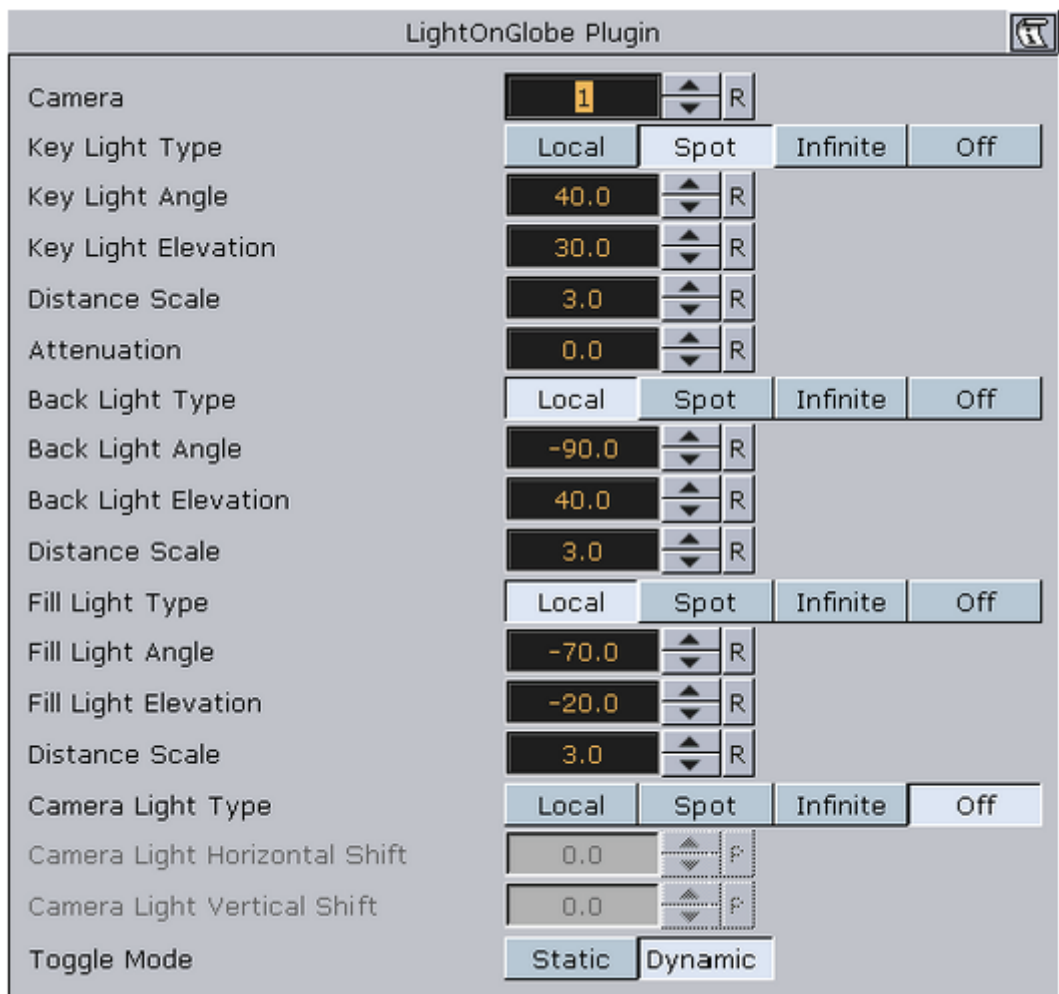 LightOnGlobe Plugin
Camera 1 R
Key Light Type Local Spot Infinite Off
Key Light Angle 40.0 R
Key Light Elevation 30.0 R
Distance Scale 3.0 R
Attenuation 0.0 R
Back Light Type Local Spot Infinite Off
Back Light Angle -90.0 R
Back Light Elevation 40.0 R
Distance Scale 3.0 R
Fill Light Type Local Spot Infinite Off
Fill Light Angle -70.0 R
Fill Light Elevation -20.0 R
Distance Scale 3.0 R
Camera Light Type Local Spot Infinite Off
Camera Light Horizontal Shift 0.0 R
Camera Light Vertical Shift 0.0 R
Toggle Mode Static Dynamic